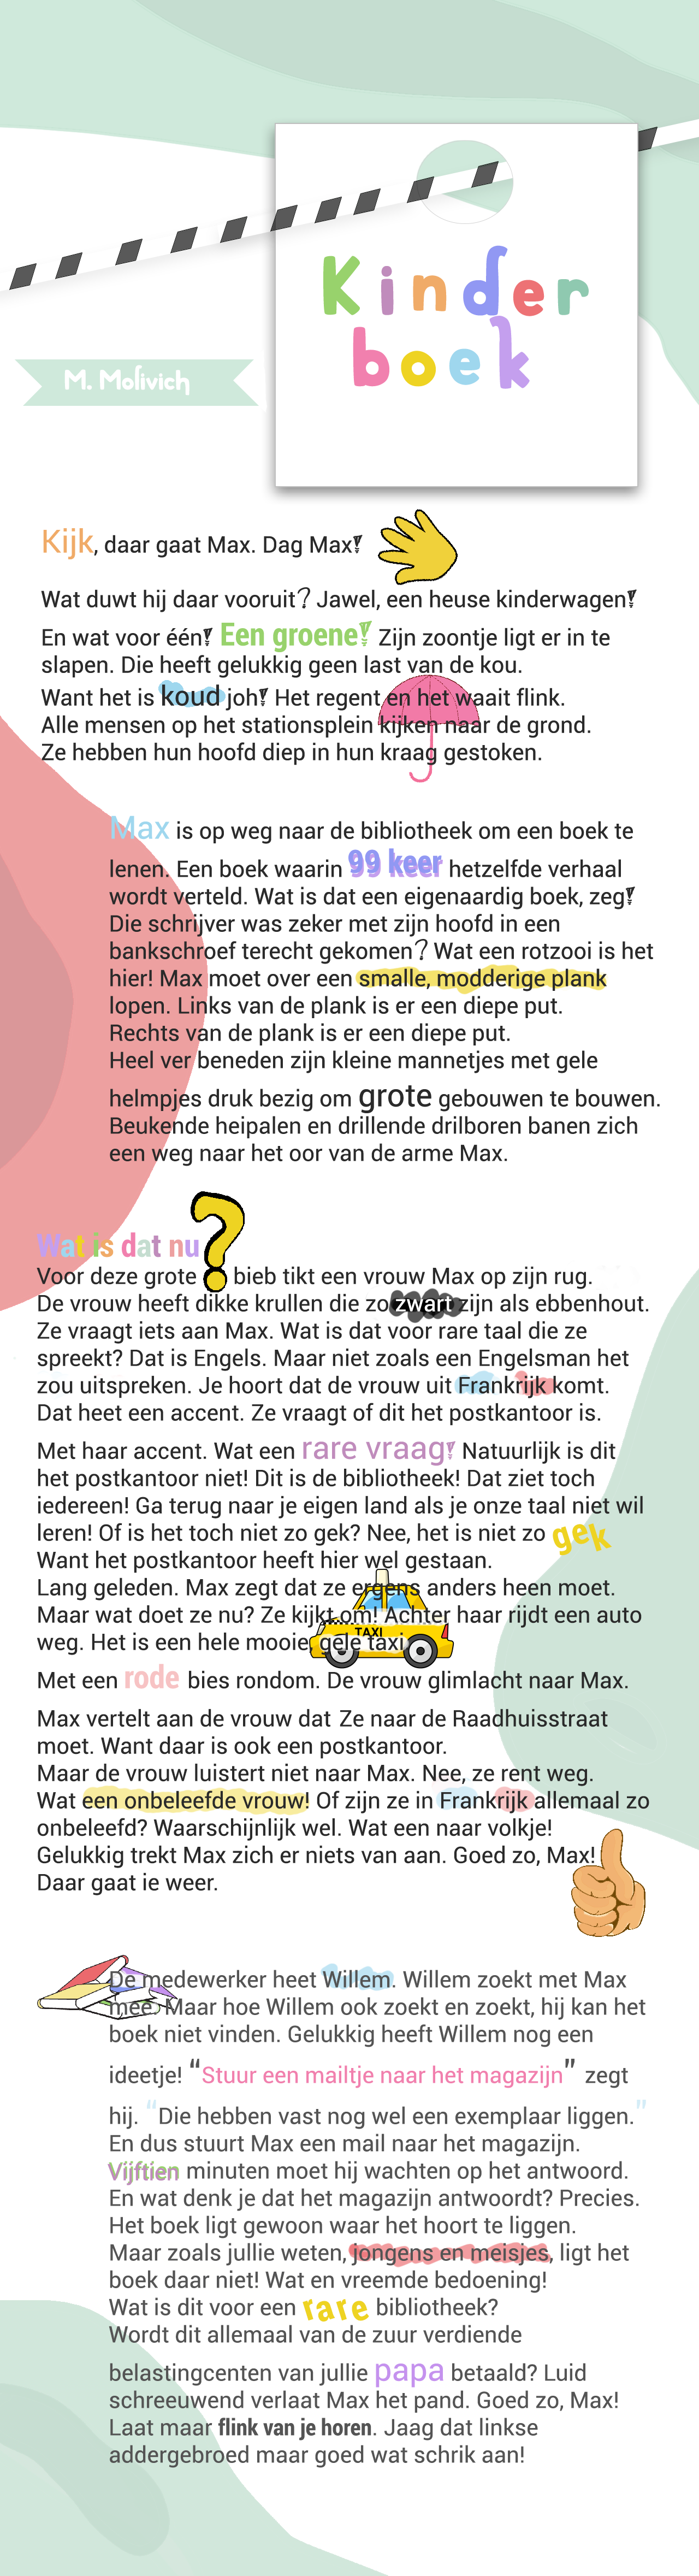 Kinder
boek
M. Molivich
Kijk, daar gaat Max. Dag Max!
Wat duwt hij daar vooruit? Jawel, een heuse kinderwagen!
En wat voor één! Een groene! Zijn zoontje ligt er in te
slapen. Die heeft gelukkig geen last van de kou.
Want het is koud joh! Het regent en het waait flink.
Alle mensen op het stationsplein kijken naar de grond.
Ze hebben hun hoofd diep in hun kraag gestoken.
Max is op weg naar de bibliotheek om een boek te
lenen. Een boek waarin 99 keer hetzelfde verhaal
wordt verteld. Wat is dat een eigenaardig boek, zeg!
Die schrijver was zeker met zijn hoofd in een
bankschroef terecht gekomen? Wat een rotzooi is het
hier! Max moet over een smalle, modderige plank
lopen. Links van de plank is er een diepe put.
Rechts van de plank is er een diepe put.
Heel ver beneden zijn kleine mannetjes met gele
helmpjes druk bezig om grote gebouwen te bouwen.
Beukende heipalen en drillende drilboren banen zich
een weg naar het oor van de arme Max.
Wat is dat nu?
Voor deze grote bieb tikt een vrouw Max op zijn rug.
De vrouw heeft dikke krullen die zo zwart zijn als ebbenhout.
Ze vraagt iets aan Max. Wat is dat voor rare taal die ze
spreekt? Dat is Engels. Maar niet zoals een Engelsman het
zou uitspreken. Je hoort dat de vrouw uit Frankrijk komt.
Dat heet een accent. Ze vraagt of dit het postkantoor is.
Met haar accent. Wat een rare vraag! Natuurlijk is dit
het postkantoor niet! Dit is de bibliotheek! Dat ziet toch
iedereen! Ga terug naar je eigen land als je onze taal niet wil
leren! Of is het toch niet zo gek? Nee, het is niet zo gek
Want het postkantoor heeft hier wel gestaan.
Lang geleden. Max zegt dat ze ergens anders heen moet.
Maar wat doet ze nu? Ze kijkt om! Achter haar rijdt een auto
weg. Het is een hele mooie, gele taxi.
TAXI
Met een rode bies rondom. De vrouw glimlacht naar Max.
Max vertelt aan de vrouw dat Ze naar de Raadhuisstraat
moet. Want daar is ook een postkantoor.
Maar de vrouw luistert niet naar Max. Nee, ze rent weg.
Wat een onbeleefde vrouw! Of zijn ze in Frankrijk allemaal zo
onbeleefd? Waarschijnlijk wel. Wat een naar volkje!
Gelukkig trekt Max zich er niets van aan. Goed zo, Max!
Daar gaat ie weer.
De medewerker heet Willem. Willem zoekt met Max
mee. Maar hoe Willem ook zoekt en zoekt, hij kan het
boek niet vinden. Gelukkig heeft Willem nog een
ideetje! “Stuur een mailtje naar het magazijn” zegt
hij. “Die hebben vast nog wel een exemplaar liggen.”
En dus stuurt Max een mail naar het magazijn.
Vijftien minuten moet hij wachten op het antwoord.
En wat denk je dat het magazijn antwoordt? Precies.
Het boek ligt gewoon waar het hoort te liggen.
Maar zoals jullie weten, jongens en meisjes, ligt het
boek daar niet! Wat en vreemde bedoening!
Wat is dit voor een rare bibliotheek?
Wordt dit allemaal van de zuur verdiende
belastingcenten van jullie papa betaald? Luid
schreeuwend verlaat Max het pand. Goed zo, Max!
Laat maar flink van je horen. Jaag dat linkse
addergebroed maar goed wat schrik aan!